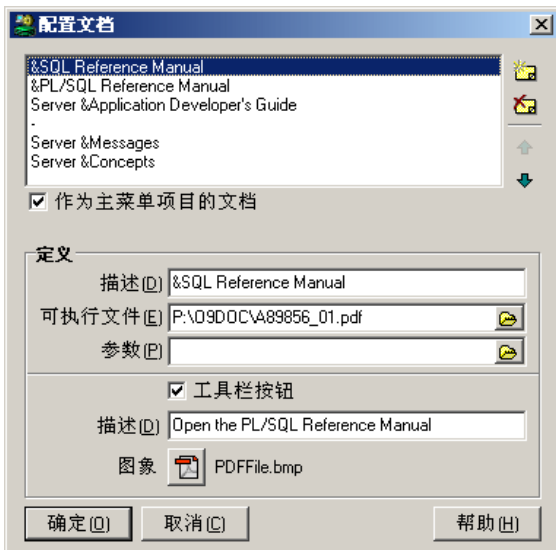 配置文档
&SQL Reference Manual
&PL/SQL Reference Manual
Server &Application Developer's Guide
-
Server &Messages
Server &Concepts
作为主菜单项目的文档
定义
描述(D) &SQL Reference Manual
可执行文件(E) P:\O9DOC\A89856_01.pdf
参数(P)
工具栏按钮
描述(D) Open the PL/SQL Reference Manual
图象 PDFFile.bmp
确定(O) 取消(C) 帮助(H)